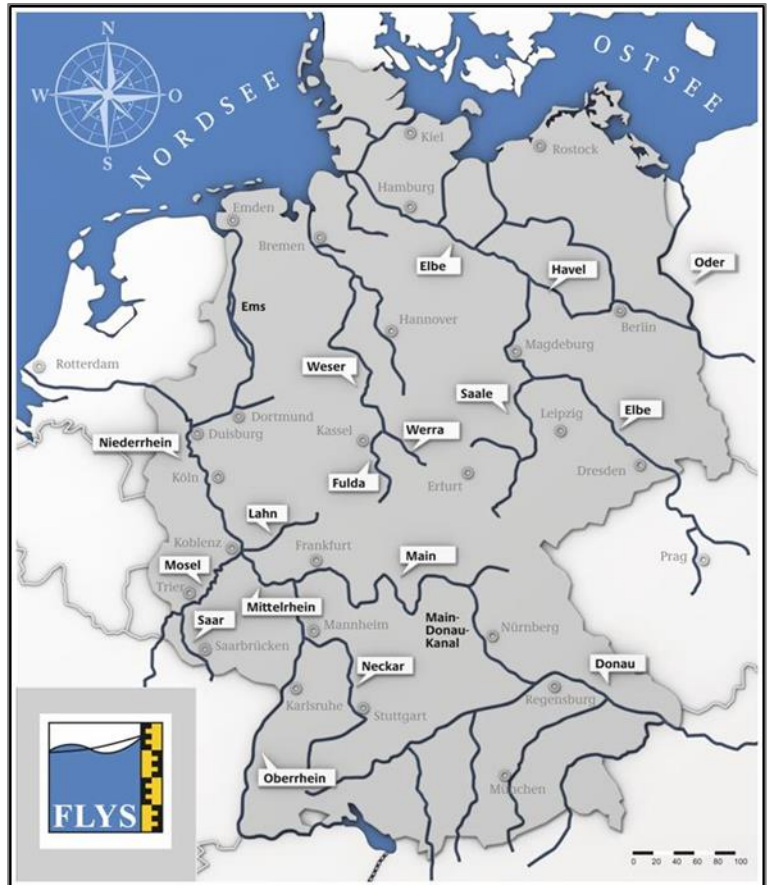 N
W
O
S
NORDSEE
OSTSEE
Kiel
Rostock
Hamburg
Emden
Bremen
Elbe
Havel
Oder
Ems
Hannover
Berlin
Magdeburg
Rotterdam
Weser
Saale
Leipzig
Elbe
Dortmund
Duisburg
Kassel
Werra
Niederrhein
Köln
Fulda
Erfurt
Dresden
Lahn
Koblenz
Frankfurt
Main
Prag
Mosel
Trier
Mittelrhein
Saar
Mannheim
Main-
Donau-
Kanal
Nürnberg
Saarbrücken
Neckar
Donau
Karlsruhe
Stuttgart
Regensburg
Oberrhein
München
FLYS
0 20 40 60 80 100